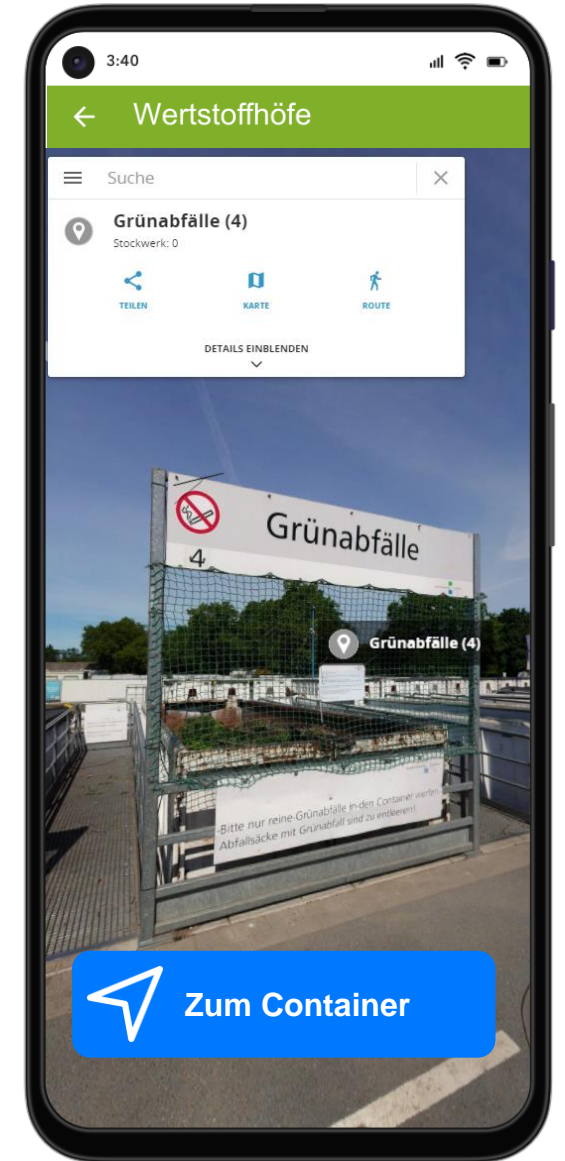 3:40
Wertstoffhöfe
Suche
Grünabfälle (4)
Stockwerk: 0
TEILEN
KARTE
ROUTE
DETAILS EINBLENDEN
Grünabfälle
4
Grünabfälle (4)
-Bitte nur reine Grünabfälle in den Container werfen.
Abfallsäcke mit Grünabfall sind zu entleeren!
Zum Container